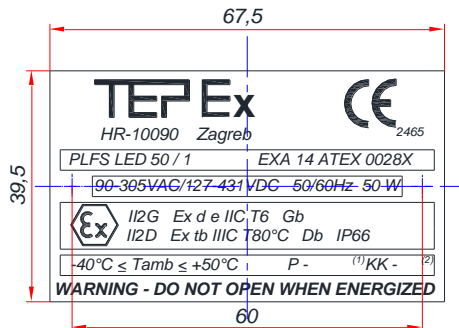 67,5
TEP Ex
CE
HR-10090 Zagreb
2465
39,5
PLFS LED 50 / 1 EXA 14 ATEX 0028X
90-305VAC/127-431VDC 50/60Hz 50 W
Ex
II2G Ex d e IIC T6 Gb
II2D Ex tb IIIC T80°C Db IP66
-40°C ≤ Tamb ≤ +50°C P - (1) KK - (2)
WARNING - DO NOT OPEN WHEN ENERGIZED
60